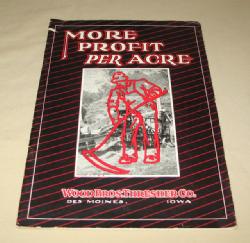 MORE
PROFIT
PER ACRE
WOOD BROS THRESHER CO.
DES MOINES, IOWA